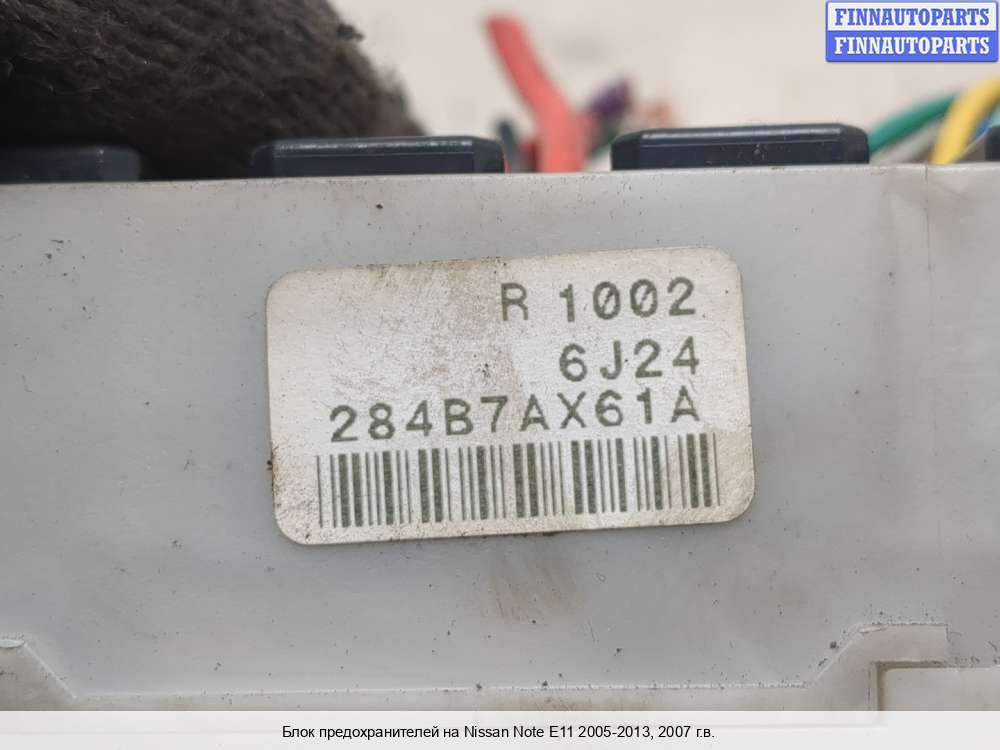 FINNAUTOPARTS
FINNAUTOPARTS
R 1002
6J24
284B7AX61A
Блок предохранителей на Nissan Note E11 2005-2013, 2007 г.в.